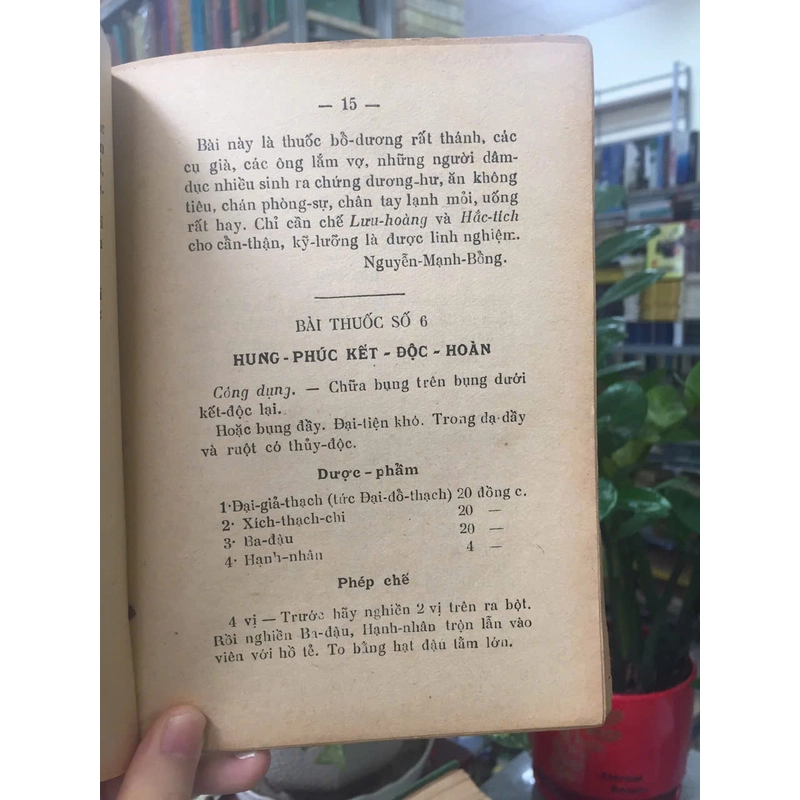 — 15 —
Bài này là thuốc bồ-dương rất thánh, các
cụ già, các ông lắm vợ, những người dâm-
dục nhiều sinh ra chứng dương-hư, ăn không
tiêu, chán phòng-sự, chân tay lạnh mỏi, uống
rất hay. Chỉ cần chế Lưu-hoàng và Hắc-tich
cho cần-thận, kỹ-lưỡng là được linh nghiệm.
Nguyễn-Mạnh-Bồng.
BÀI THUỐC SỐ 6
HUNG - PHÚC KẾT - ĐỘC - HOÀN
Công dụng. — Chữa bụng trên bụng dưới
kết-độc lại.
Hoặc bụng đầy. Đại-tiện khó. Trong dạ-dầy
và ruột có thủy-độc.
Dược - phầm
1· Đại-giả-thạch (tức Đại-đồ-thạch) 20 đồng c.
2· Xích-thạch-chi 20 —
3· Ba-đậu 20 —
4· Hạnh-nhân 4 —
Phép chế
4 vị — Trước hãy nghiền 2 vị trên ra bột.
Rồi nghiền Ba-đậu, Hạnh-nhân trộn lẫn vào
viên với hồ tẻ. To bằng hạt đậu tằm lớn.